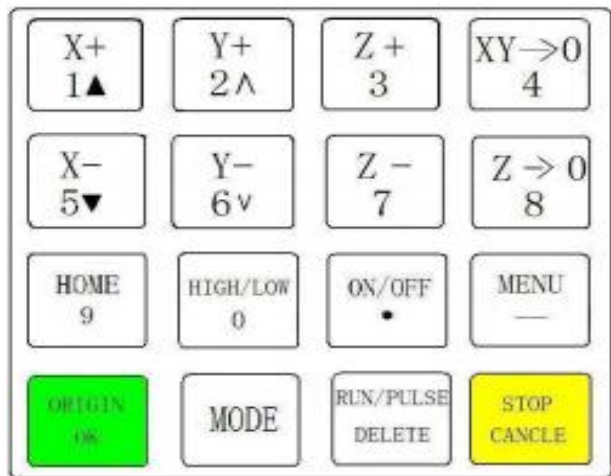 X+ Y+ Z + XY→0
1▲ 2∧ 3 4
X− Y− Z − Z → 0
5▼ 6∨ 7 8
HOME HIGH/LOW ON/OFF MENU
9 0 • —
ORIGIN MODE RUN/PULSE STOP
OK DELETE CANCLE